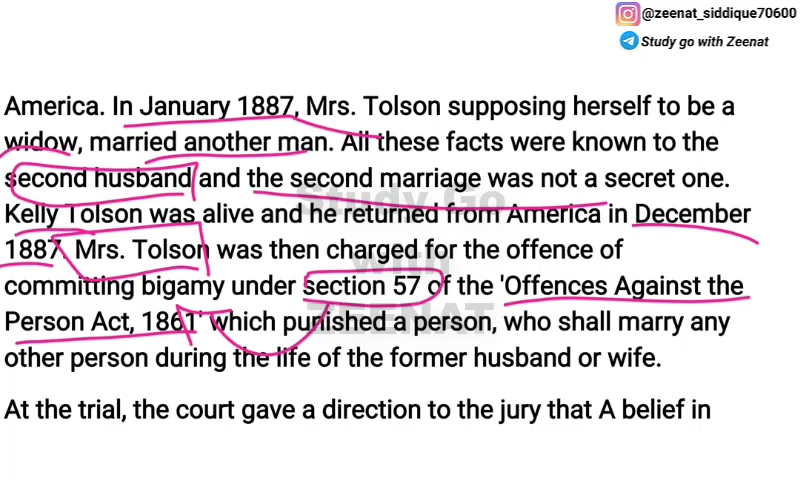 @zeenat_siddique70600
Study go with Zeenat
America. In January 1887, Mrs. Tolson supposing herself to be a
widow, married another man. All these facts were known to the
second husband and the second marriage was not a secret one.
Kelly Tolson was alive and he returned from America in December
1887. Mrs. Tolson was then charged for the offence of
committing bigamy under section 57 of the 'Offences Against the
Person Act, 1861' which punished a person, who shall marry any
other person during the life of the former husband or wife.
At the trial, the court gave a direction to the jury that A belief in
Study Go
with
ZEENAT